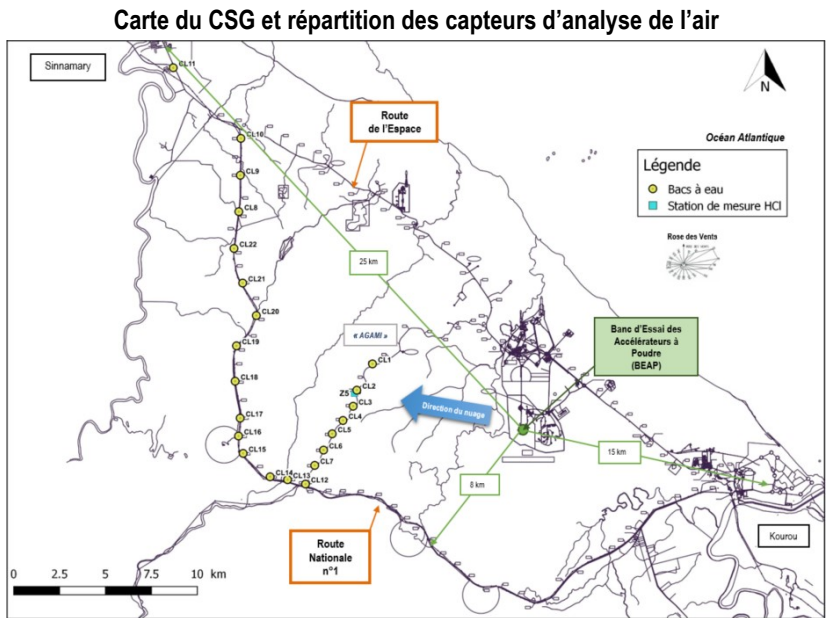 Carte du CSG et répartition des capteurs d'analyse de l'air
Sinnamary
CL11
N
Route
de l'Espace
Océan Atlantique
CL10
Légende
Bacs à eau
Station de mesure HCl
CL9
CL8
Rose des Vents
CL22
25 km
CL21
CL20
« AGAMI »
Banc d'Essai des
Accélérateurs à
Poudre
(BEAP)
CL19
CL1
CL18
CL2
Z5
CL3
Direction du nuage
CL4
CL17
CL5
CL16
CL6
CL15
15 km
CL7
8 km
CL14
CL13
CL12
Kourou
Route
Nationale
n°1
0 2.5 5 7.5 10 km